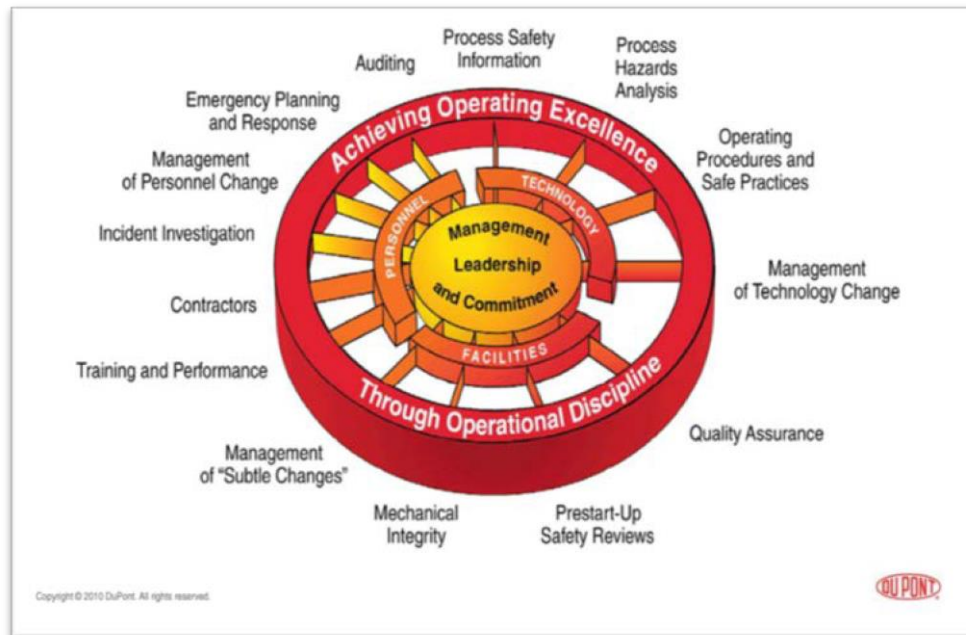 Process Safety
Information
Process
Hazards
Analysis
Auditing
Emergency Planning
and Response
Operating
Procedures and
Safe Practices
Management
of Personnel Change
Incident Investigation
Management
of Technology Change
Contractors
Training and Performance
Quality Assurance
Management
of “Subtle Changes”
Mechanical
Integrity
Prestart-Up
Safety Reviews
Achieving Operating Excellence
Through Operational Discipline
PERSONNEL
TECHNOLOGY
FACILITIES
Management
Leadership
and Commitment
Copyright © 2010 DuPont. All rights reserved.
DU PONT